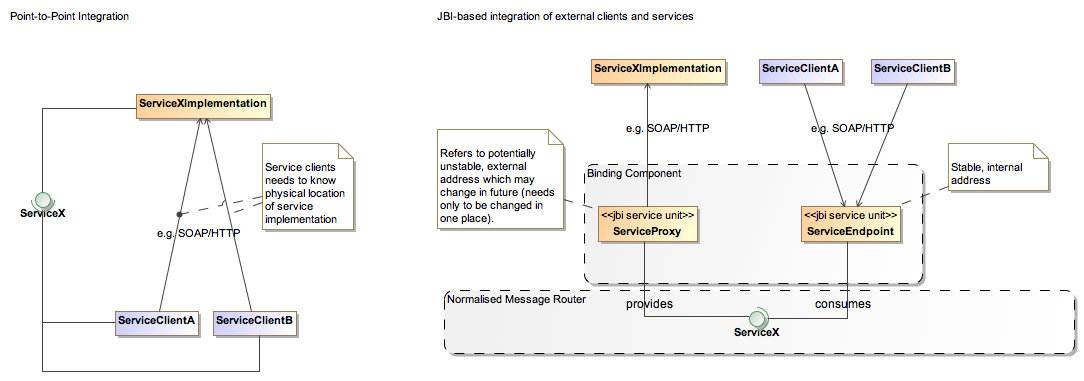 Point-to-Point Integration
ServiceXImplementation
Service clients
needs to know
physical location
of service
implementation
ServiceX
e.g. SOAP/HTTP
ServiceClientA
ServiceClientB
JBI-based integration of external clients and services
ServiceXImplementation
ServiceClientA
ServiceClientB
e.g. SOAP/HTTP
e.g. SOAP/HTTP
Refers to potentially
unstable, external
address which may
change in future (needs
only to be changed in
one place).
Binding Component
Stable, internal
address
<<jbi service unit>>
ServiceProxy
<<jbi service unit>>
ServiceEndpoint
Normalised Message Router
provides
consumes
ServiceX